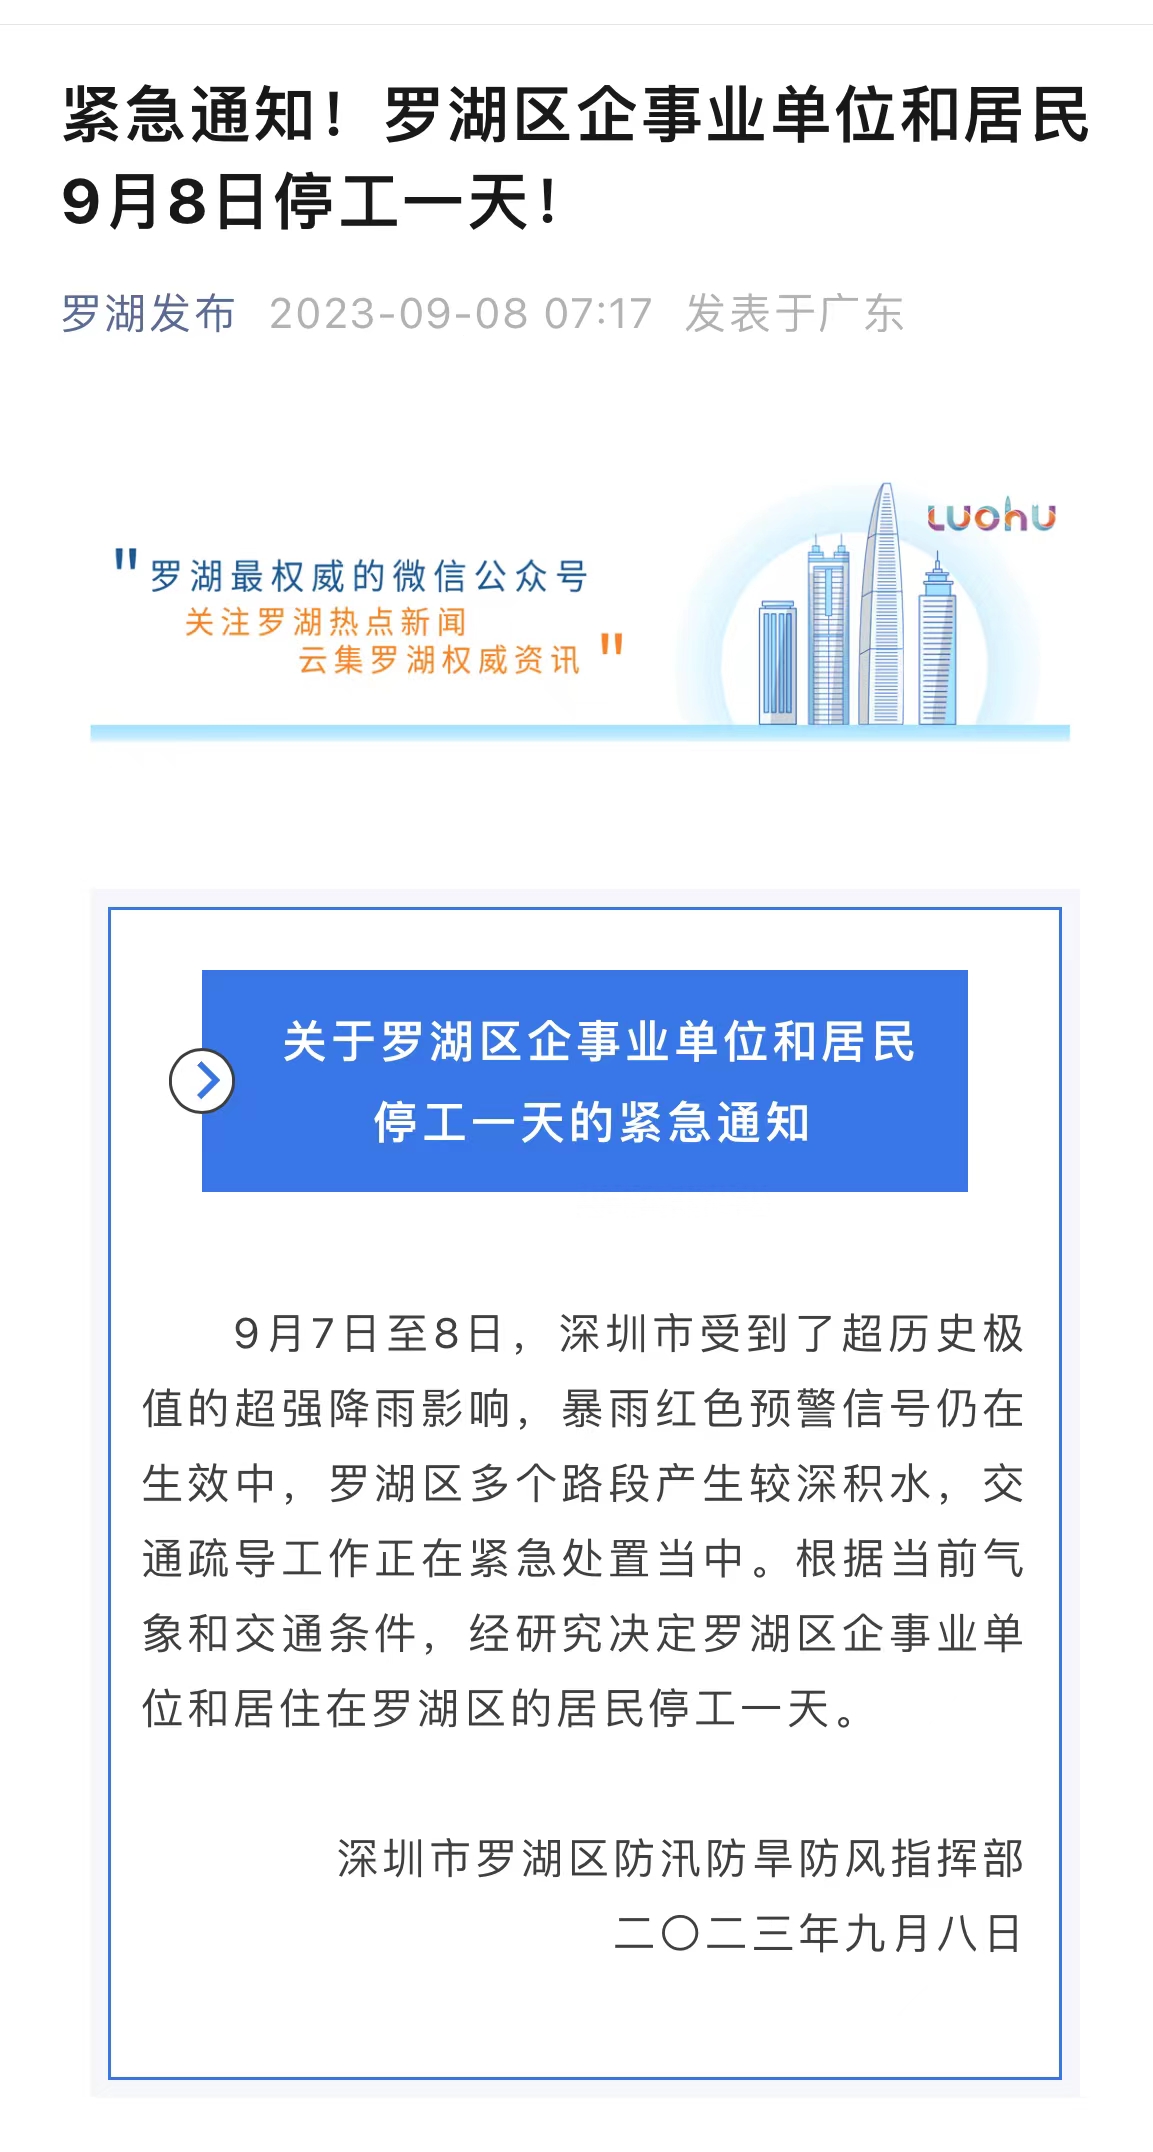 紧急通知！罗湖区企事业单位和居民
9月8日停工一天！
罗湖发布 2023-09-08 07:17 发表于广东
LUOHU
"罗湖最权威的微信公众号
关注罗湖热点新闻
云集罗湖权威资讯"
关于罗湖区企事业单位和居民
停工一天的紧急通知
9月7日至8日，深圳市受到了超历史极
值的超强降雨影响，暴雨红色预警信号仍在
生效中，罗湖区多个路段产生较深积水，交
通疏导工作正在紧急处置当中。根据当前气
象和交通条件，经研究决定罗湖区企事业单
位和居住在罗湖区的居民停工一天。
深圳市罗湖区防汛防旱防风指挥部
二〇二三年九月八日